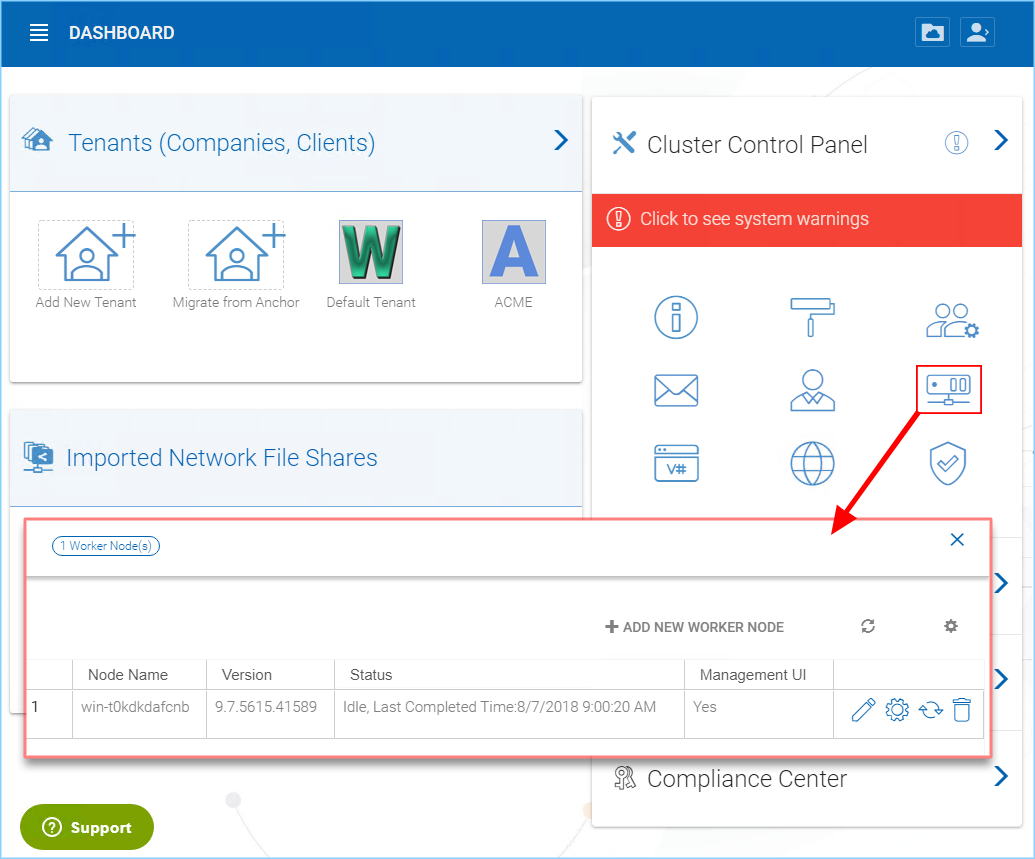 DASHBOARD
Tenants (Companies, Clients)
Add New Tenant
Migrate from Anchor
W
Default Tenant
A
ACME
Imported Network File Shares
Cluster Control Panel
Click to see system warnings
V#
1 Worker Node(s)
ADD NEW WORKER NODE
Node Name Version Status Management UI
1 win-t0kdkdafcnb 9.7.5615.41589 Idle, Last Completed Time:8/7/2018 9:00:20 AM Yes
Compliance Center
Support